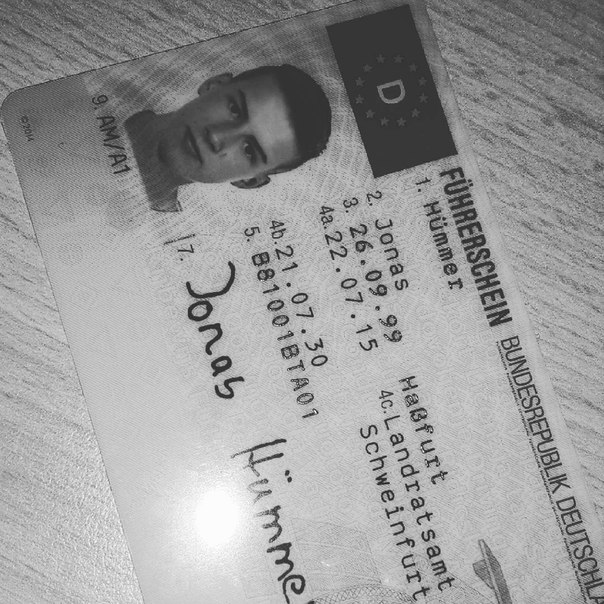 D
FÜHRERSCHEIN BUNDESREPUBLIK DEUTSCHLA
1. Hümmer
2. Jonas
3. 26.09.99 Haßfurt
4a.22.07.15 4c.Landratsamt
Schweinfurt
4b.21.07.30
5. B81001BTA01
7. Jonas Hümme
9. AM/A1
©2014